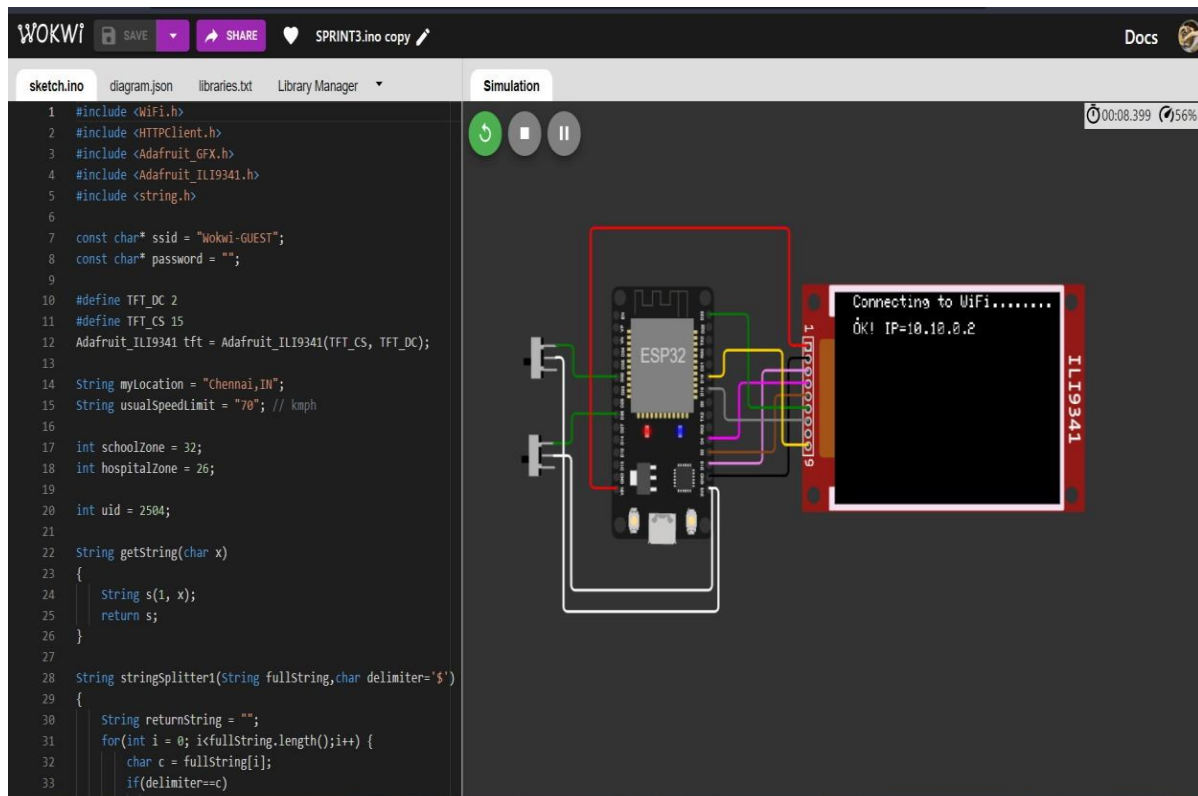 WOKWi SAVE SHARE SPRINT3.ino copy Docs
sketch.ino diagram.json libraries.txt Library Manager Simulation
00:08.399 56%
1 #include <WiFi.h>
2 #include <HTTPClient.h>
3 #include <Adafruit_GFX.h>
4 #include <Adafruit_ILI9341.h>
5 #include <string.h>
6
7 const char* ssid = "Wokwi-GUEST";
8 const char* password = "";
9
10 #define TFT_DC 2
11 #define TFT_CS 15
12 Adafruit_ILI9341 tft = Adafruit_ILI9341(TFT_CS, TFT_DC);
13
14 String myLocation = "Chennai,IN";
15 String usualSpeedLimit = "70"; // kmph
16
17 int schoolZone = 32;
18 int hospitalZone = 26;
19
20 int uid = 2504;
21
22 String getString(char x)
23 {
24 String s(1, x);
25 return s;
26 }
27
28 String stringSplitter1(String fullString,char delimiter='$')
29 {
30 String returnString = "";
31 for(int i = 0; i<fullString.length();i++) {
32 char c = fullString[i];
33 if(delimiter==c)
ESP32
Connecting to WiFi........
.
OK! IP=10.10.0.2
1
9
ILI9341